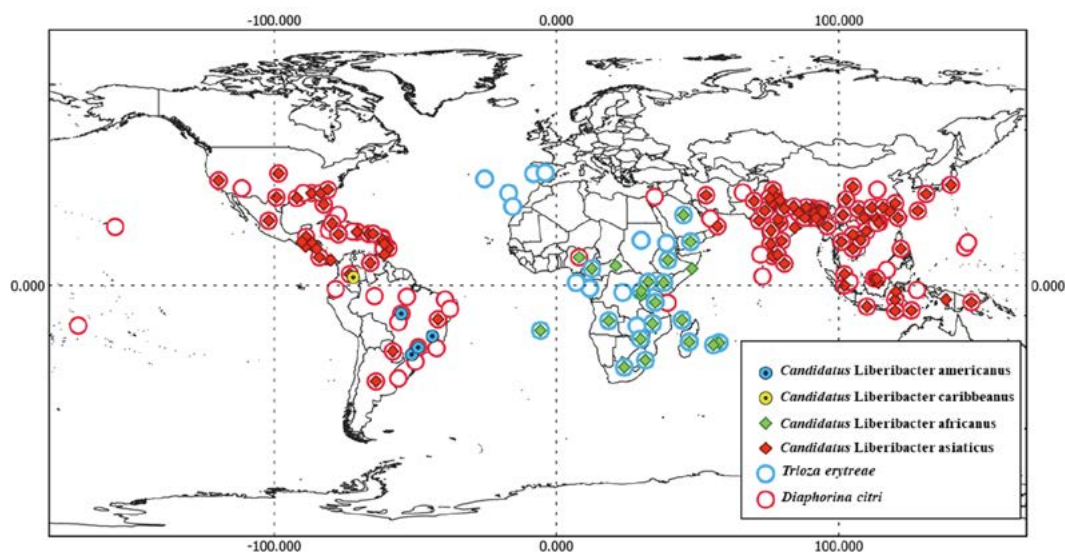 -100.000 0.000 100.000
0.000 0.000
Candidatus Liberibacter americanus
Candidatus Liberibacter caribbeanus
Candidatus Liberibacter africanus
Candidatus Liberibacter asiaticus
Trioza erytreae
Diaphorina citri
-100.000 0.000 100.000